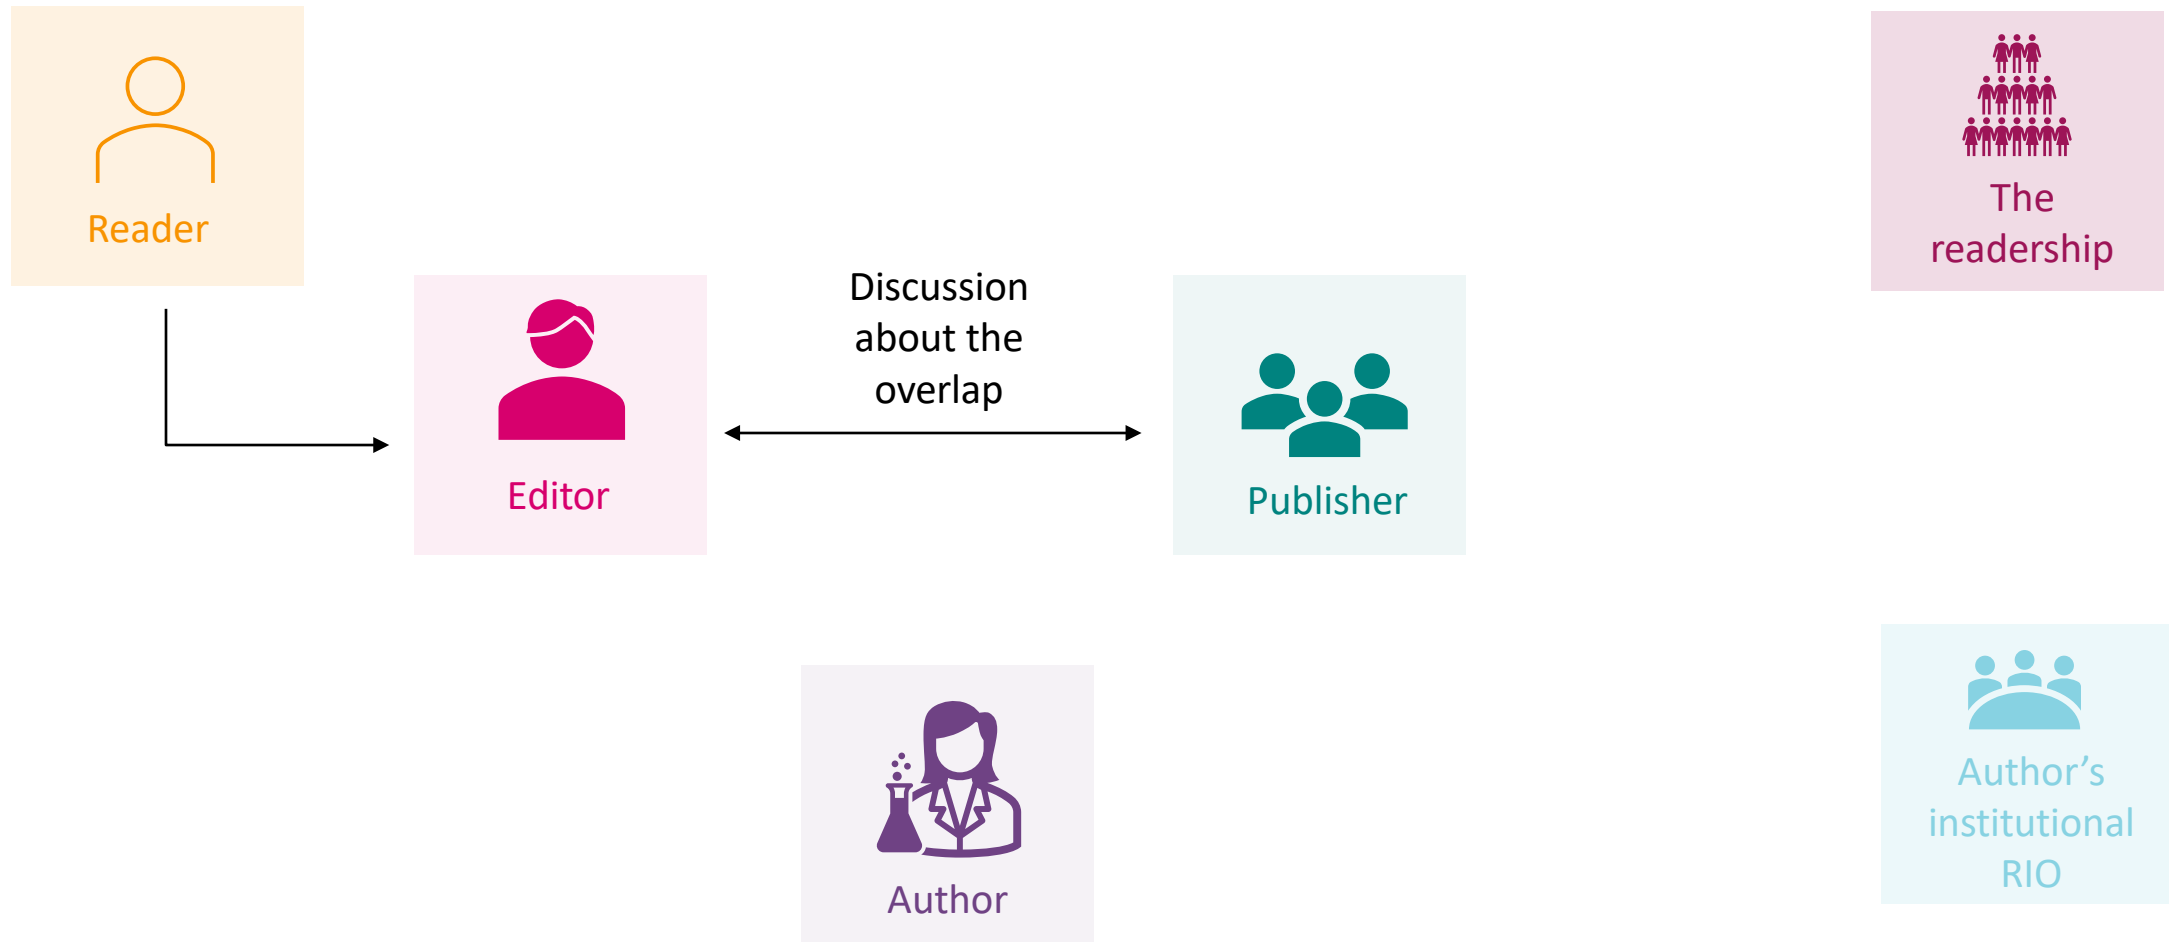 Reader
The
readership
Discussion
about the
overlap
Editor
Publisher
Author
Author’s
institutional
RIO